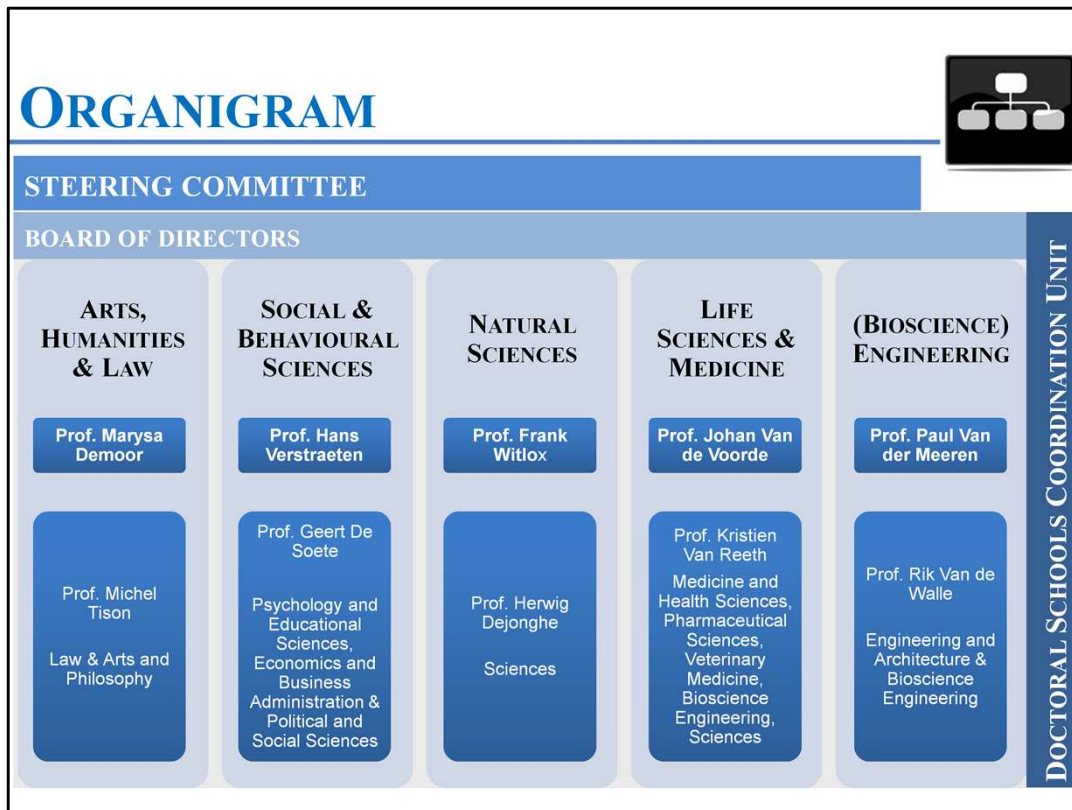 ORGANIGRAM
STEERING COMMITTEE
BOARD OF DIRECTORS
ARTS,
HUMANITIES
& LAW
Prof. Marysa
Demoor
Prof. Michel
Tison
Law & Arts and
Philosophy
SOCIAL &
BEHAVIOURAL
SCIENCES
Prof. Hans
Verstraeten
Prof. Geert De
Soete
Psychology and
Educational
Sciences,
Economics and
Business
Administration &
Political and
Social Sciences
NATURAL
SCIENCES
Prof. Frank
Witlox
Prof. Herwig
Dejonghe
Sciences
LIFE
SCIENCES &
MEDICINE
Prof. Johan Van
de Voorde
Prof. Kristien
Van Reeth
Medicine and
Health Sciences,
Pharmaceutical
Sciences,
Veterinary
Medicine,
Bioscience
Engineering,
Sciences
(BIOSCIENCE)
ENGINEERING
Prof. Paul Van
der Meeren
Prof. Rik Van de
Walle
Engineering and
Architecture &
Bioscience
Engineering
DOCTORAL SCHOOLS COORDINATION UNIT